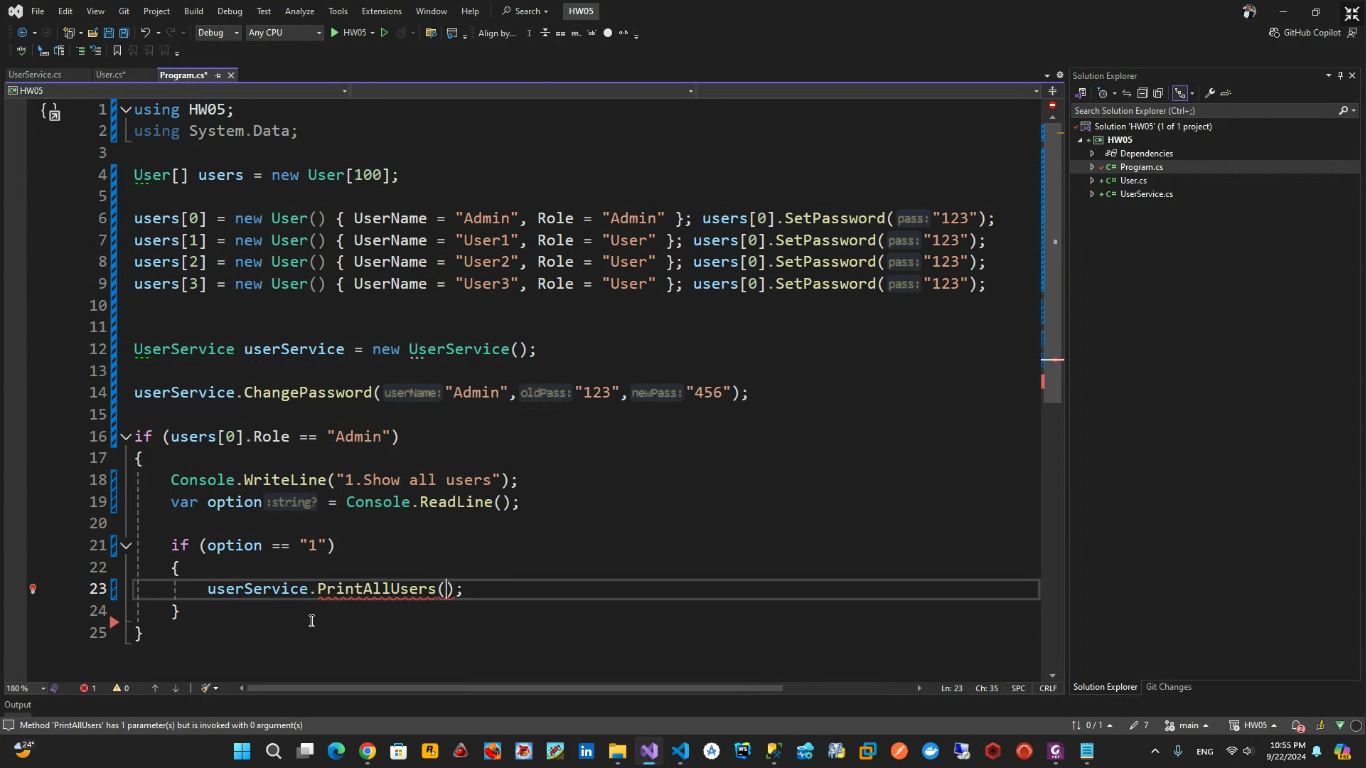 File Edit View Git Project Build Debug Test Analyze Tools Extensions Window Help Search HW05
Debug Any CPU HW05 Align by... GitHub Copilot
UserService.cs User.cs* Program.cs*
HW05
1 using HW05;
2 using System.Data;
3
4 User[] users = new User[100];
5
6 users[0] = new User() { UserName = "Admin", Role = "Admin" }; users[0].SetPassword(pass:"123");
7 users[1] = new User() { UserName = "User1", Role = "User" }; users[0].SetPassword(pass:"123");
8 users[2] = new User() { UserName = "User2", Role = "User" }; users[0].SetPassword(pass:"123");
9 users[3] = new User() { UserName = "User3", Role = "User" }; users[0].SetPassword(pass:"123");
10
11
12 UserService userService = new UserService();
13
14 userService.ChangePassword(userName:"Admin",oldPass:"123",newPass:"456");
15
16 if (users[0].Role == "Admin")
17 {
18 Console.WriteLine("1.Show all users");
19 var option:string? = Console.ReadLine();
20
21 if (option == "1")
22 {
23 userService.PrintAllUsers();
24 }
25 }
180 % 1 0 Ln: 23 Ch: 35 SPC CRLF
Output
Method 'PrintAllUsers' has 1 parameter(s) but is invoked with 0 argument(s) 0 / 1 7 main HW05
Solution Explorer
Search Solution Explorer (Ctrl+;)
Solution 'HW05' (1 of 1 project)
HW05
Dependencies
Program.cs
User.cs
UserService.cs
Solution Explorer Git Changes
24° ENG 10:55 PM
9/22/2024